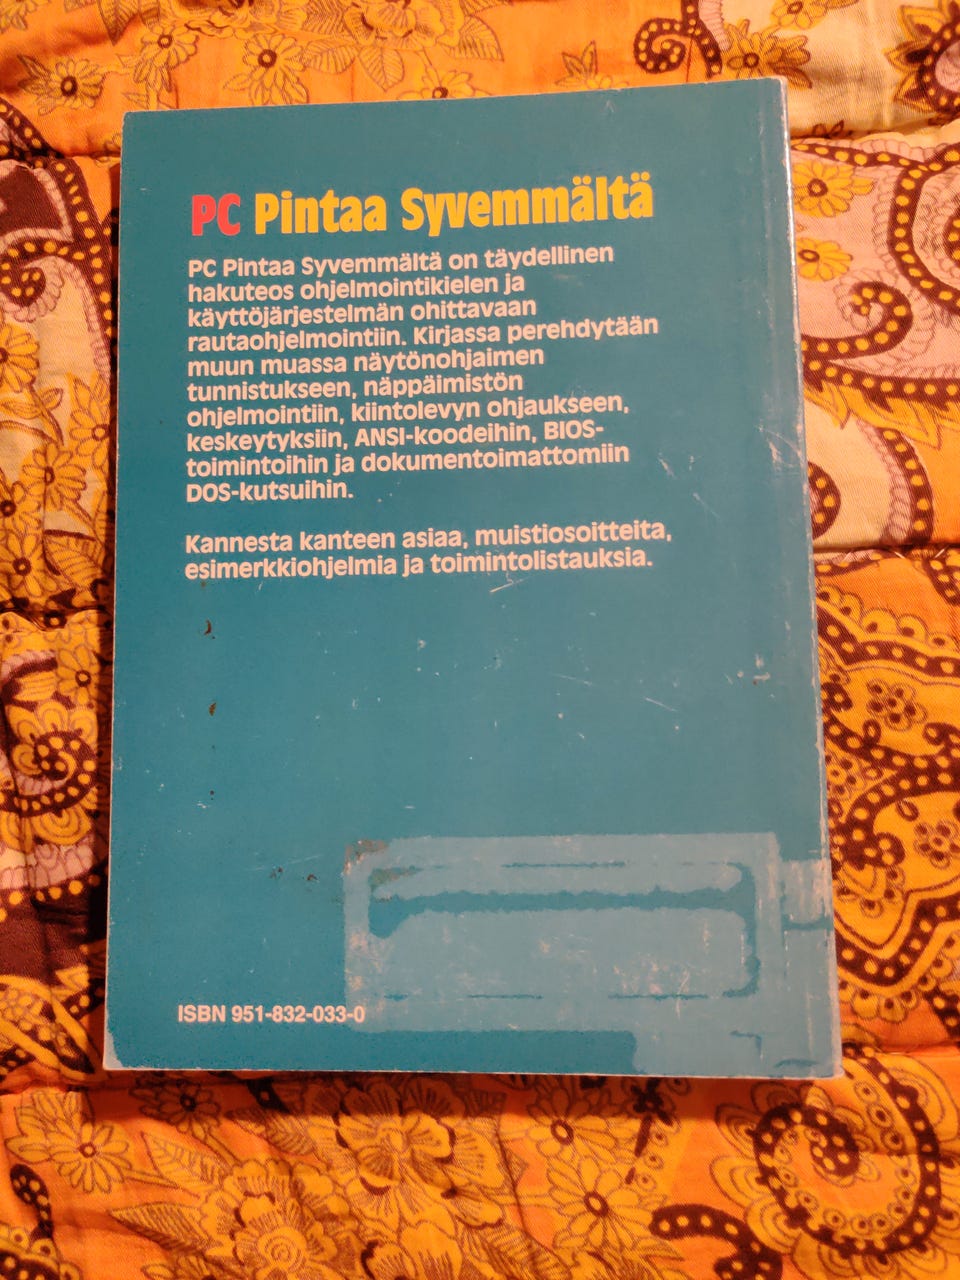 PC Pintaa Syvemmältä
PC Pintaa Syvemmältä on täydellinen
hakuteos ohjelmointikielen ja
käyttöjärjestelmän ohittavaan
rautaohjelmointiin. Kirjassa perehdytään
muun muassa näytönohjaimen
tunnistukseen, näppäimistön
ohjelmointiin, kiintolevyn ohjaukseen,
keskeytyksiin, ANSI-koodeihin, BIOS-
toimintoihin ja dokumentoimattomiin
DOS-kutsuihin.
Kannesta kanteen asiaa, muistiosoitteita,
esimerkkiohjelmia ja toimintolistauksia.
ISBN 951-832-033-0